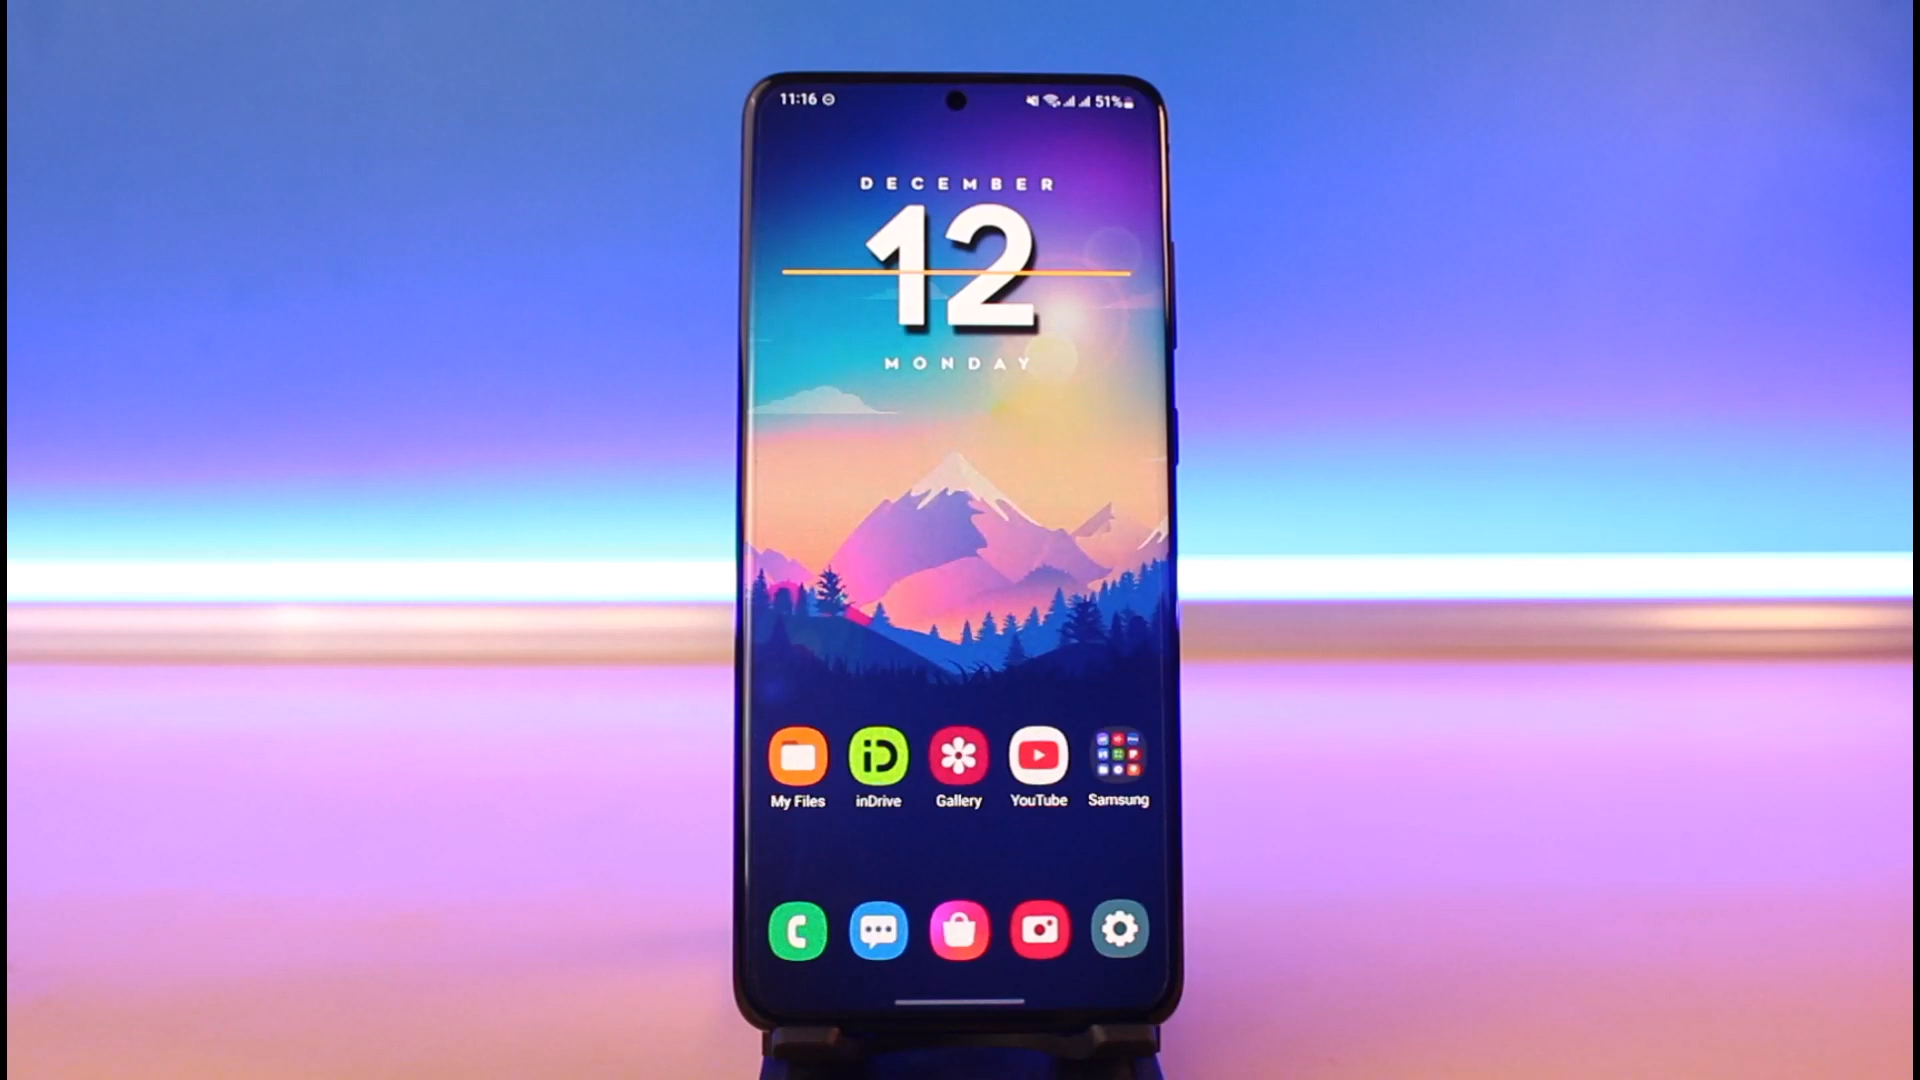 11:16 51%
DECEMBER
12
MONDAY
My Files inDrive Gallery YouTube Samsung